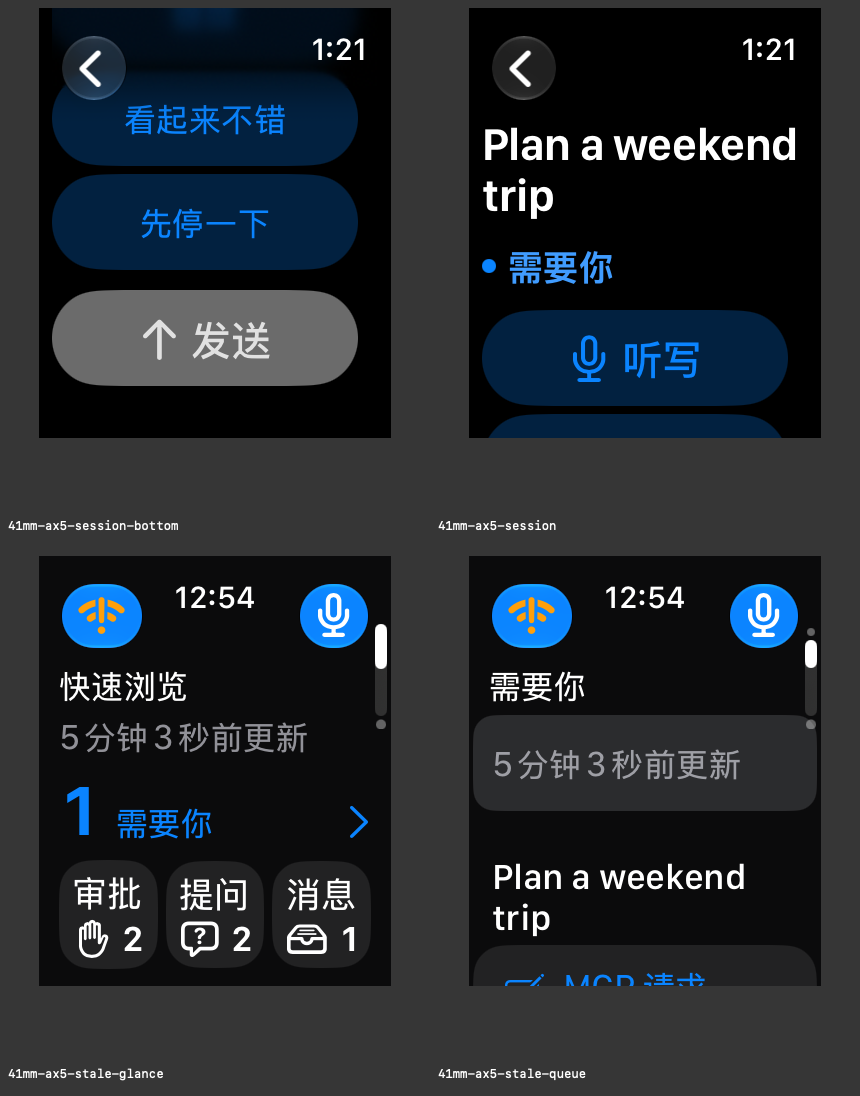 1:21
看起来不错
先停一下
发送
41mm-ax5-session-bottom
1:21
Plan a weekend
trip
需要你
听写
41mm-ax5-session
12:54
快速浏览
5分钟3秒前更新
1 需要你
审批 提问 消息
2 2 1
41mm-ax5-stale-glance
12:54
需要你
5分钟3秒前更新
Plan a weekend
trip
MCP 请求
41mm-ax5-stale-queue